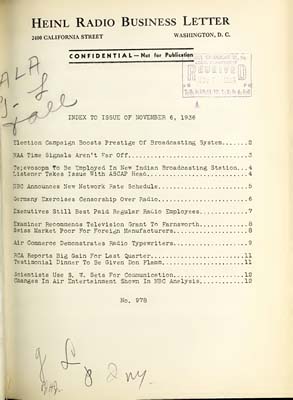 HEINL RADIO BUSINESS LETTER
2400 CALIFORNIA STREET WASHINGTON, D. C.
CONFIDENTIAL—Not for Publication
RECEIVED
INDEX TO ISSUE OF NOVEMBER 6, 1936
Election Campaign Boosts Prestige Of Broadcasting System.......2
NAA Time Signals Aren't Far Off................................3
To Be Employed In New Indian Broadcasting Station...4
Listener Takes Issue With ASCAP Head...........................4
NBC Announces New Network Rate Schedule........................5
Germany Exercises Censorship Over Radio........................6
Executives Still Best Paid Regular Radio Employees.............7
Examiner Recommends Television Grant To Farnsworth.............8
Swiss Market Poor For Foreign Manufacturers....................8
Air Commerce Demonstrates Radio Typewriters....................9
RCA Reports Big Gain For Last Quarter.........................11
Testimonial Dinner To Be Given Don Flamm......................11
Scientists Use S. W. Sets For Communication...................12
Changes In Air Entertainment Shown In NBC Analysis............12
No. 978